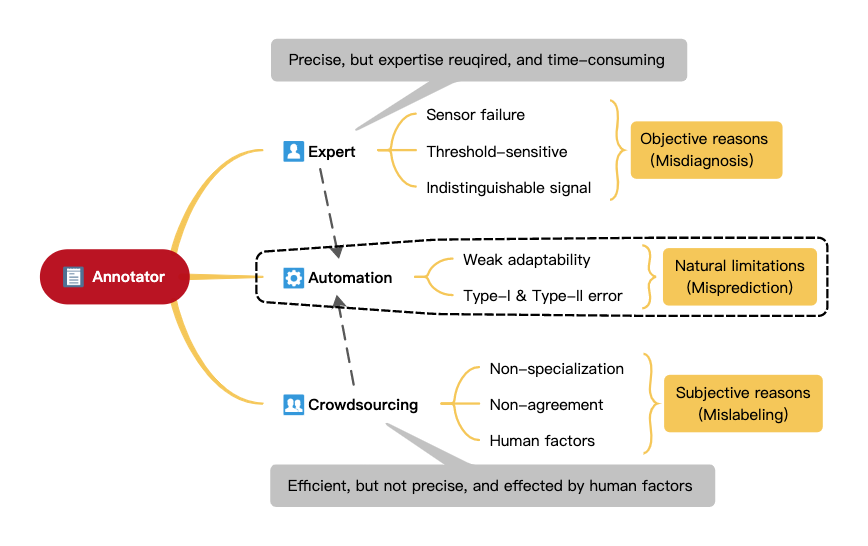 Precise, but expertise reuqired, and time-consuming
Sensor failure
Expert
Threshold-sensitive
Indistinguishable signal
Objective reasons
(Misdiagnosis)
Annotator
Automation
Weak adaptability
Type-I & Type-II error
Natural limitations
(Misprediction)
Crowdsourcing
Non-specialization
Non-agreement
Human factors
Subjective reasons
(Mislabeling)
Efficient, but not precise, and effected by human factors